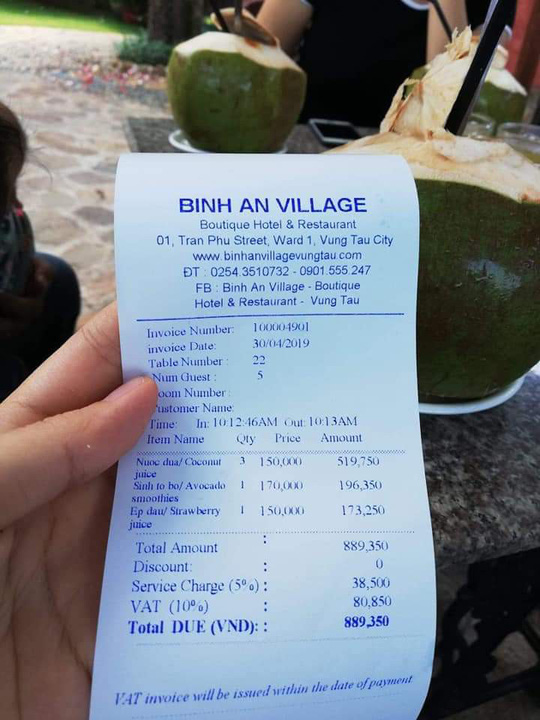 BINH AN VILLAGE
Boutique Hotel & Restaurant
01, Tran Phu Street, Ward 1, Vung Tau City
www.binhanvillagevungtau.com
ĐT : 0254.3510732 - 0901.555.247
FB : Binh An Village - Boutique
Hotel & Restaurant - Vung Tau
Invoice Number: 100004901
invoice Date: 30/04/2019
Table Number : 22
Num Guest : 5
oom Number :
ustomer Name:
Time: In: 10:12:46AM Out: 10:13AM
Item Name Qty Price Amount
Nuoc dua/ Coconut 3 150,000 519,750
juice
Sinh to bo/ Avocado 1 170,000 196,350
smoothies
Ep dau/ Strawberry 1 150,000 173,250
juice
Total Amount : 889,350
Discount: : 0
Service Charge (5%) : 38,500
VAT (10%) : 80,850
Total DUE (VND): : 889,350
VAT invoice will be issued within the date of payment